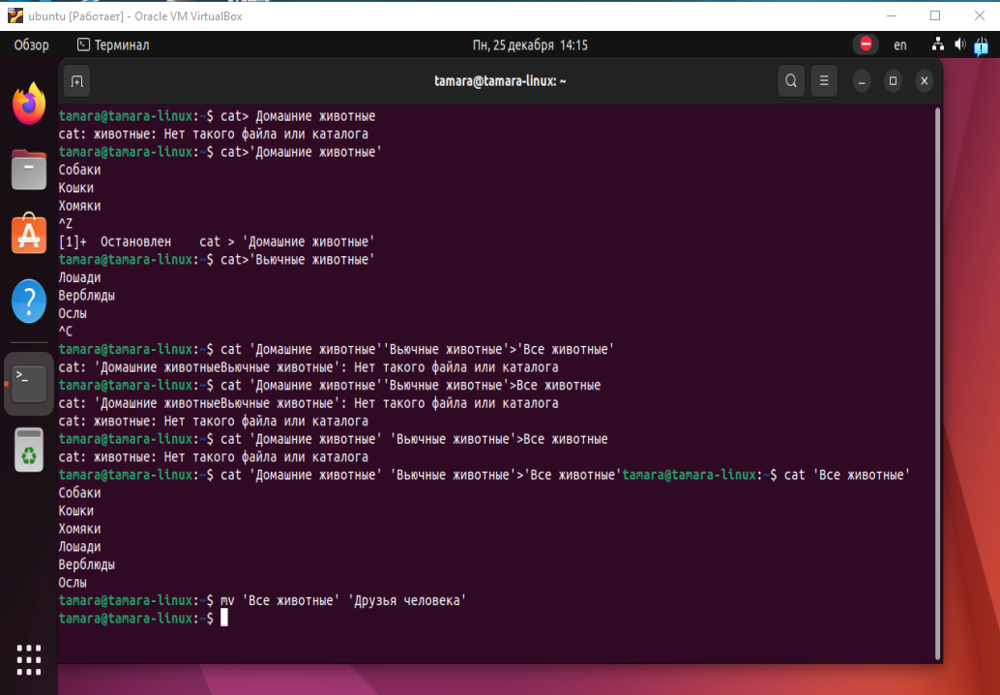 ubuntu [Работает] - Oracle VM VirtualBox
Обзор Терминал Пн, 25 декабря 14:15 en
tamara@tamara-linux: ~
tamara@tamara-linux:~$ cat> Домашние животные
cat: животные: Нет такого файла или каталога
tamara@tamara-linux:~$ cat>'Домашние животные'
Собаки
Кошки
Хомяки
^Z
[1]+  Остановлен    cat > 'Домашние животные'
tamara@tamara-linux:~$ cat>'Вьючные животные'
Лошади
Верблюды
Ослы
^C
tamara@tamara-linux:~$ cat 'Домашние животные''Вьючные животные'>'Все животные'
cat: 'Домашние животныеВьючные животные': Нет такого файла или каталога
tamara@tamara-linux:~$ cat 'Домашние животные''Вьючные животные'>Все животные
cat: 'Домашние животныеВьючные животные': Нет такого файла или каталога
cat: животные: Нет такого файла или каталога
tamara@tamara-linux:~$ cat 'Домашние животные' 'Вьючные животные'>Все животные
cat: животные: Нет такого файла или каталога
tamara@tamara-linux:~$ cat 'Домашние животные' 'Вьючные животные'>'Все животные'tamara@tamara-linux:~$ cat 'Все животные'
Собаки
Кошки
Хомяки
Лошади
Верблюды
Ослы
tamara@tamara-linux:~$ mv 'Все животные' 'Друзья человека'
tamara@tamara-linux:~$